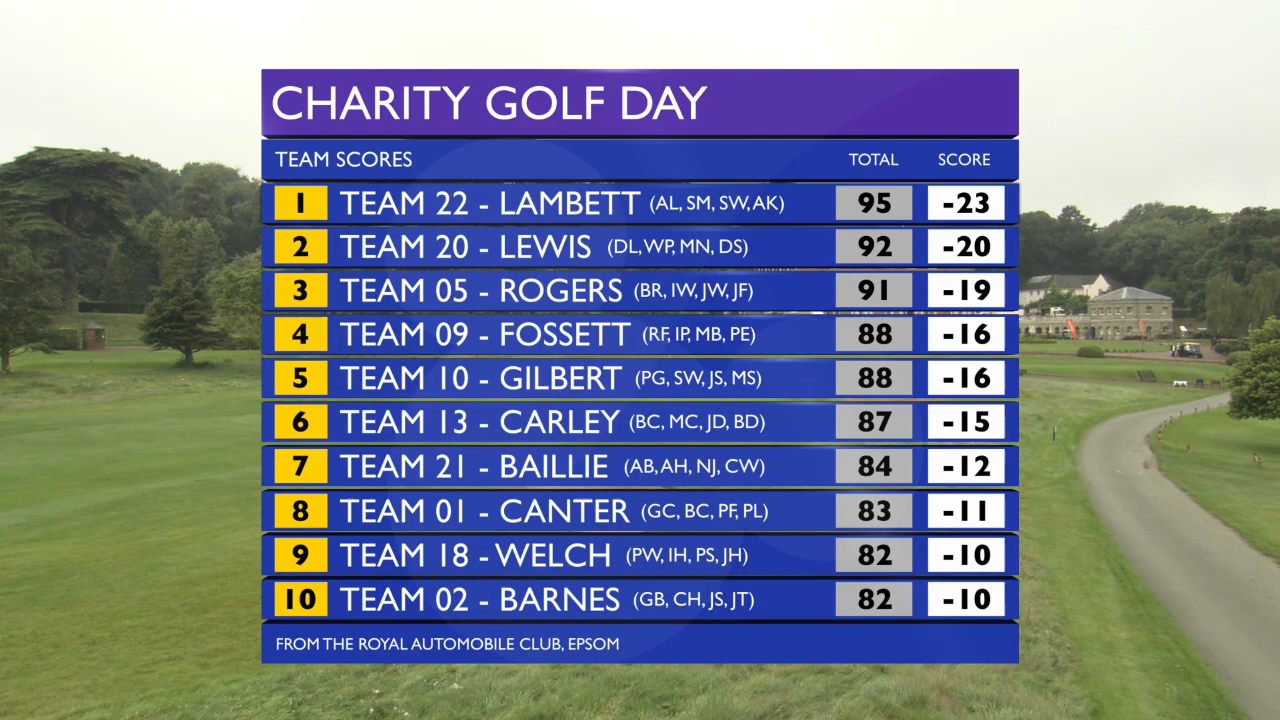 CHARITY GOLF DAY
TEAM SCORES TOTAL SCORE
1 TEAM 22 - LAMBETT (AL, SM, SW, AK) 95 -23
2 TEAM 20 - LEWIS (DL, WP, MN, DS) 92 -20
3 TEAM 05 - ROGERS (BR, IW, JW, JF) 91 -19
4 TEAM 09 - FOSSETT (RF, IP, MB, PE) 88 -16
5 TEAM 10 - GILBERT (PG, SW, JS, MS) 88 -16
6 TEAM 13 - CARLEY (BC, MC, JD, BD) 87 -15
7 TEAM 21 - BAILLIE (AB, AH, NJ, CW) 84 -12
8 TEAM 01 - CANTER (GC, BC, PF, PL) 83 -11
9 TEAM 18 - WELCH (PW, IH, PS, JH) 82 -10
10 TEAM 02 - BARNES (GB, CH, JS, JT) 82 -10
FROM THE ROYAL AUTOMOBILE CLUB, EPSOM